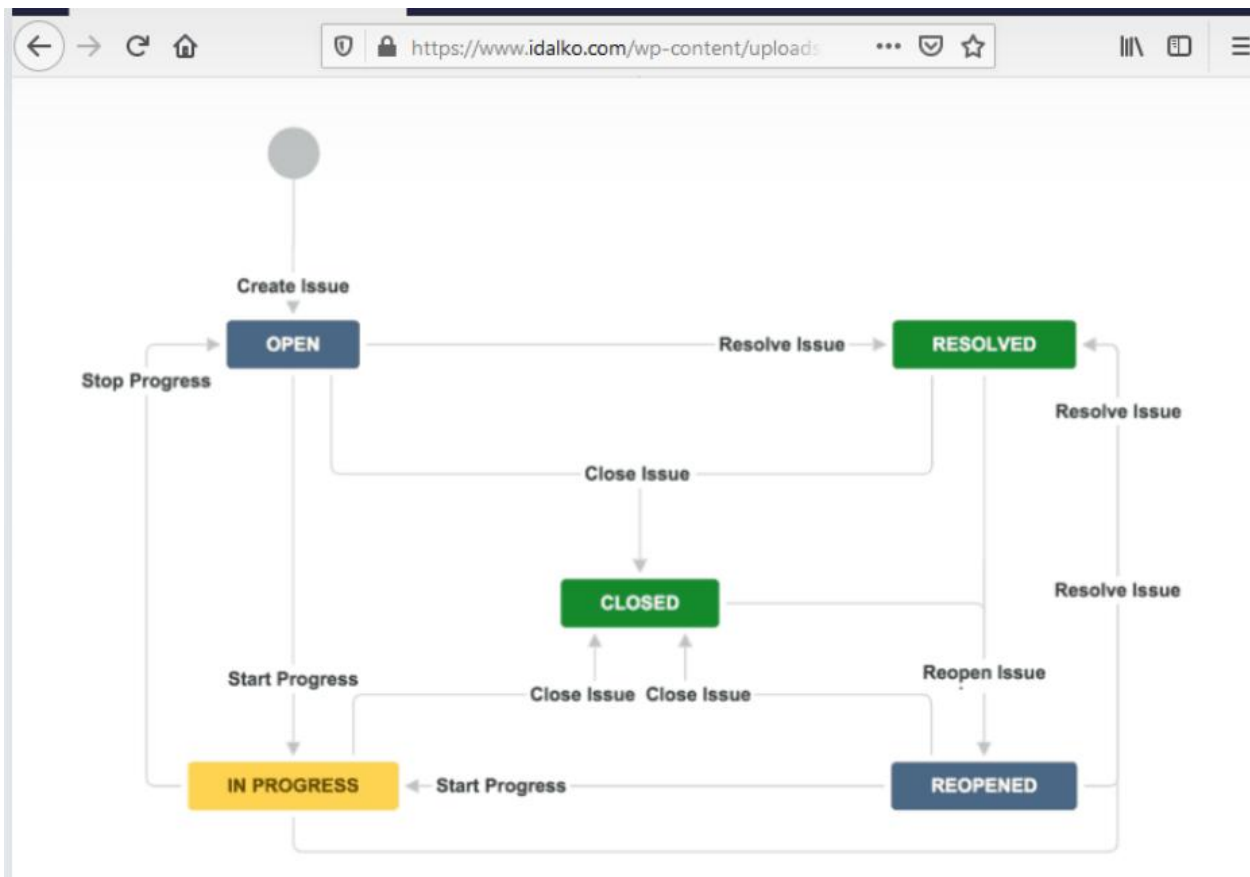 https://www.idalko.com/wp-content/uploads
Create Issue
OPEN
Resolve Issue
RESOLVED
Stop Progress
Resolve Issue
Close Issue
CLOSED
Resolve Issue
Start Progress
Reopen Issue
Close Issue Close Issue
IN PROGRESS
Start Progress
REOPENED